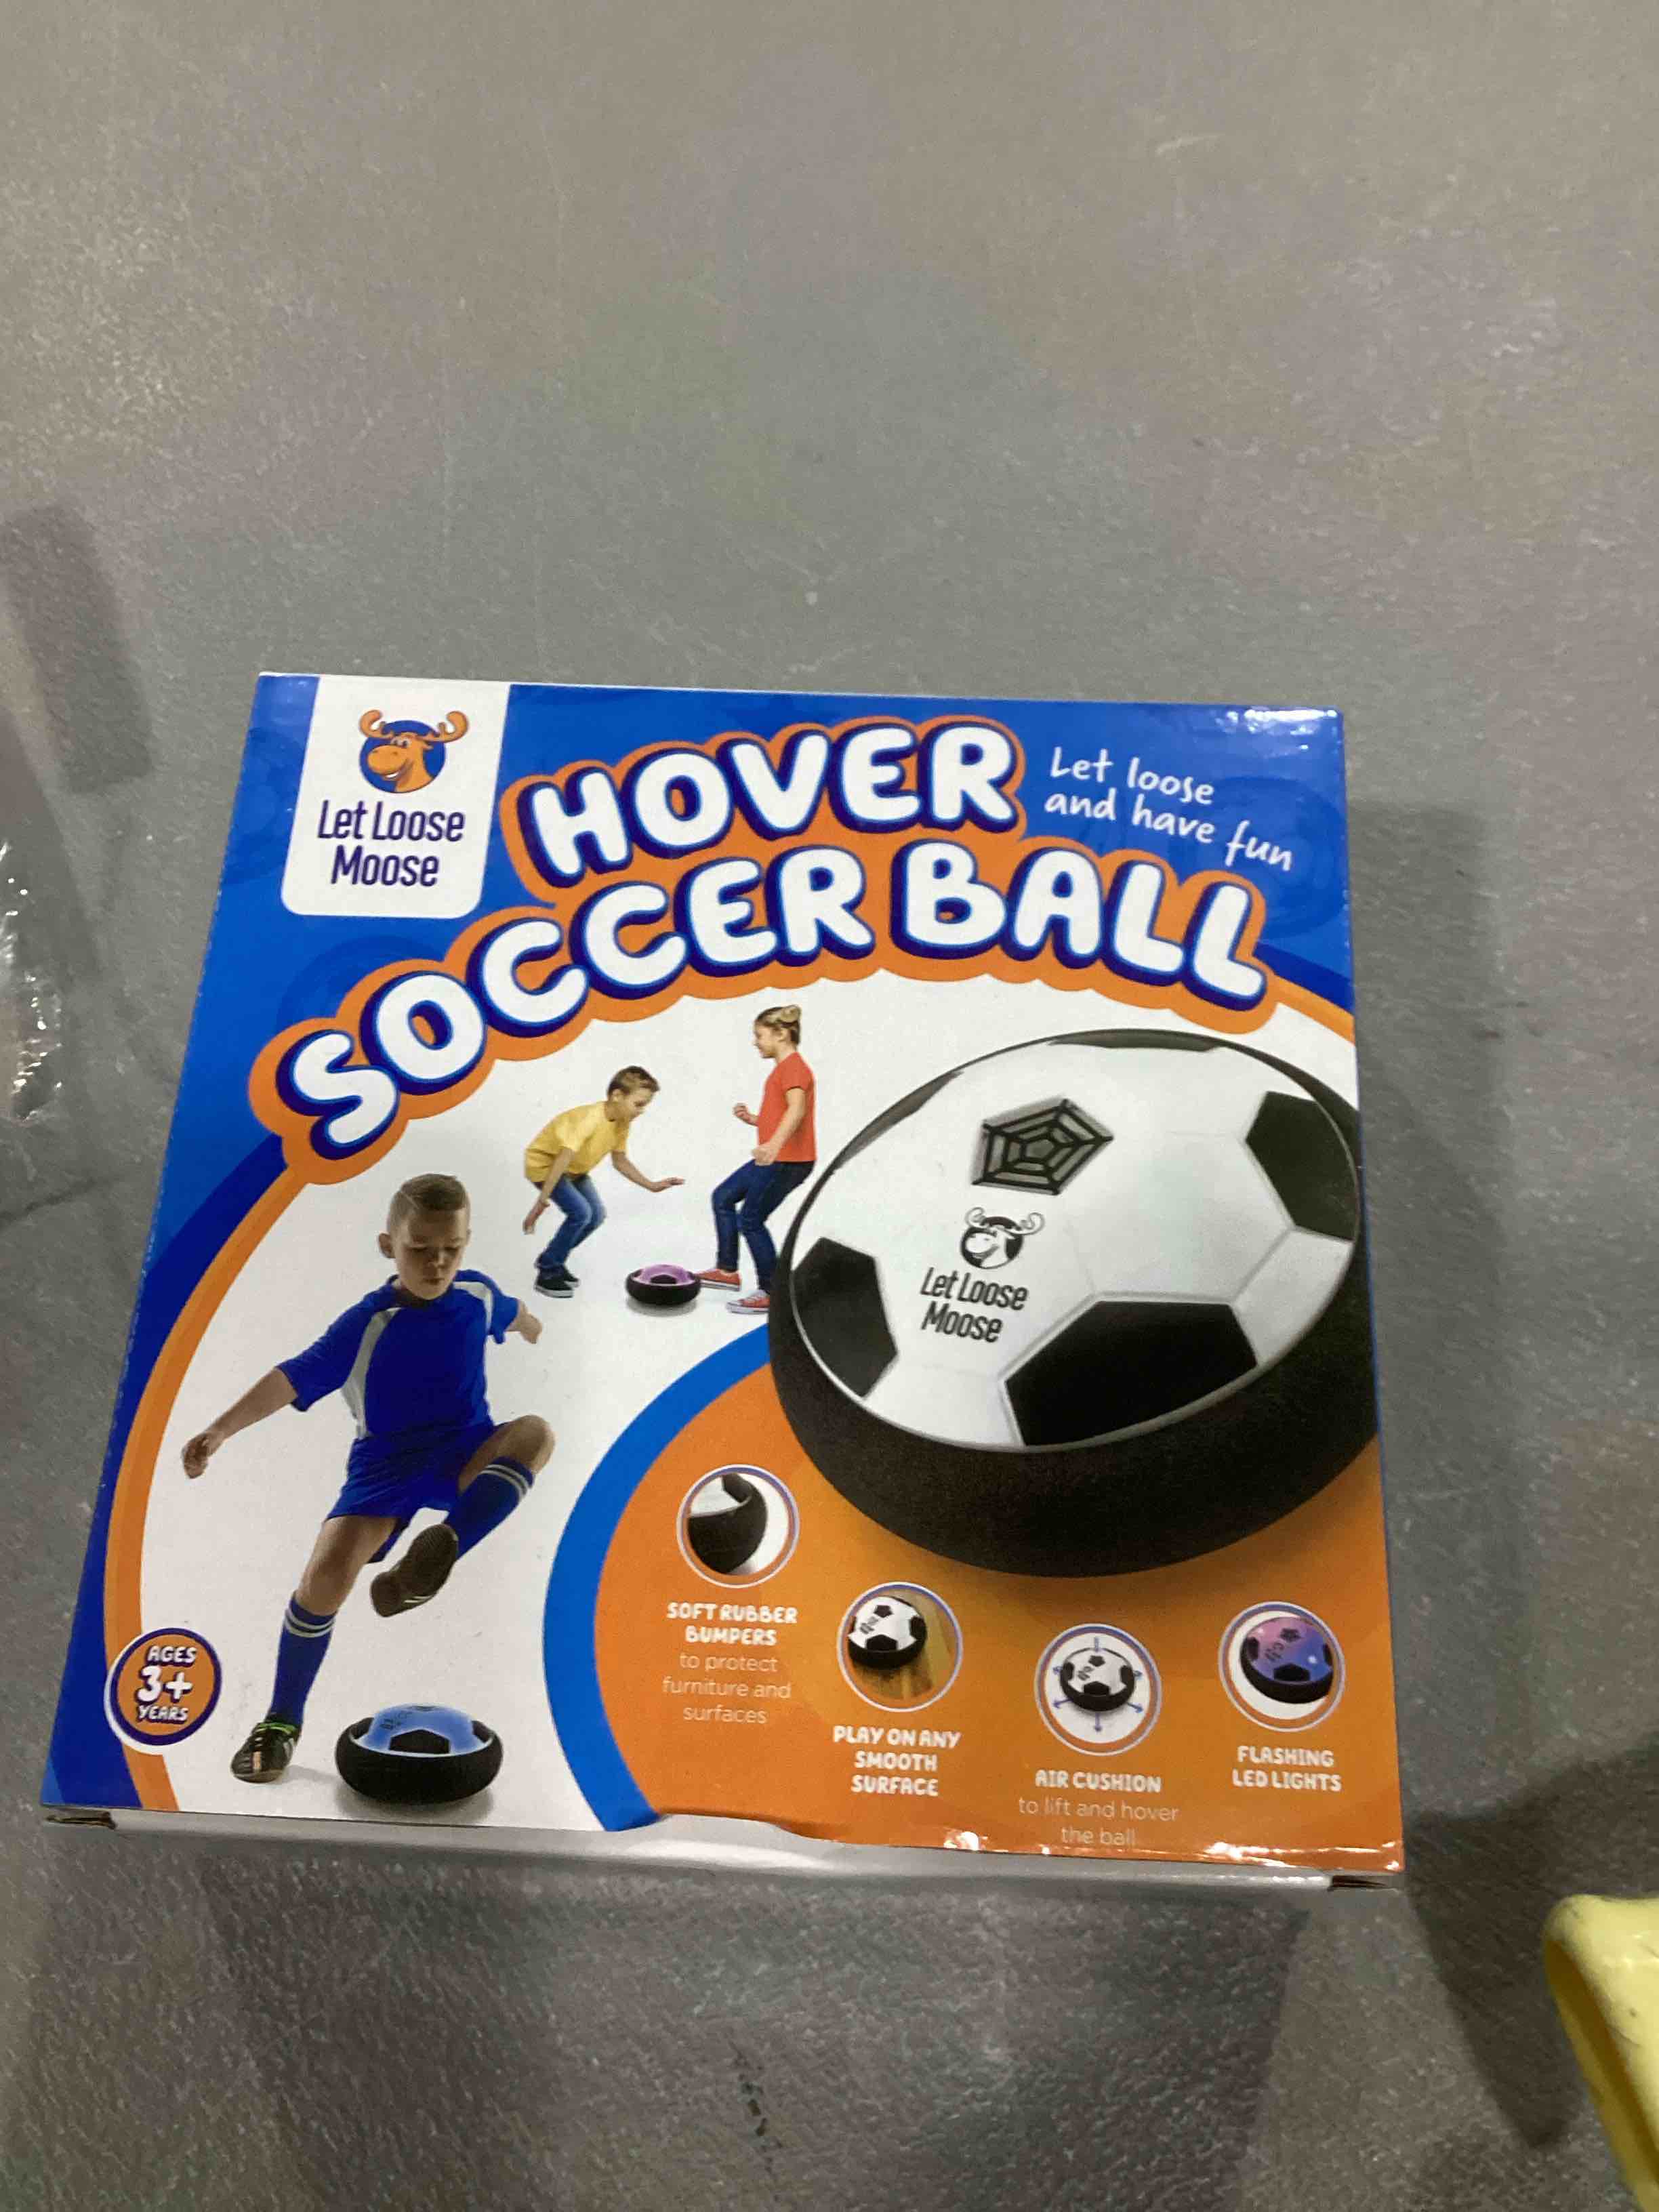 Let Loose
Moose
HOVER
SOCCER BALL
Let loose
and have fun
Let Loose
Moose
AGES
3+
YEARS
SOFT RUBBER
BUMPERS
to protect
furniture and
surfaces
PLAY ON ANY
SMOOTH
SURFACE
AIR CUSHION
to lift and hover
the ball
FLASHING
LED LIGHTS